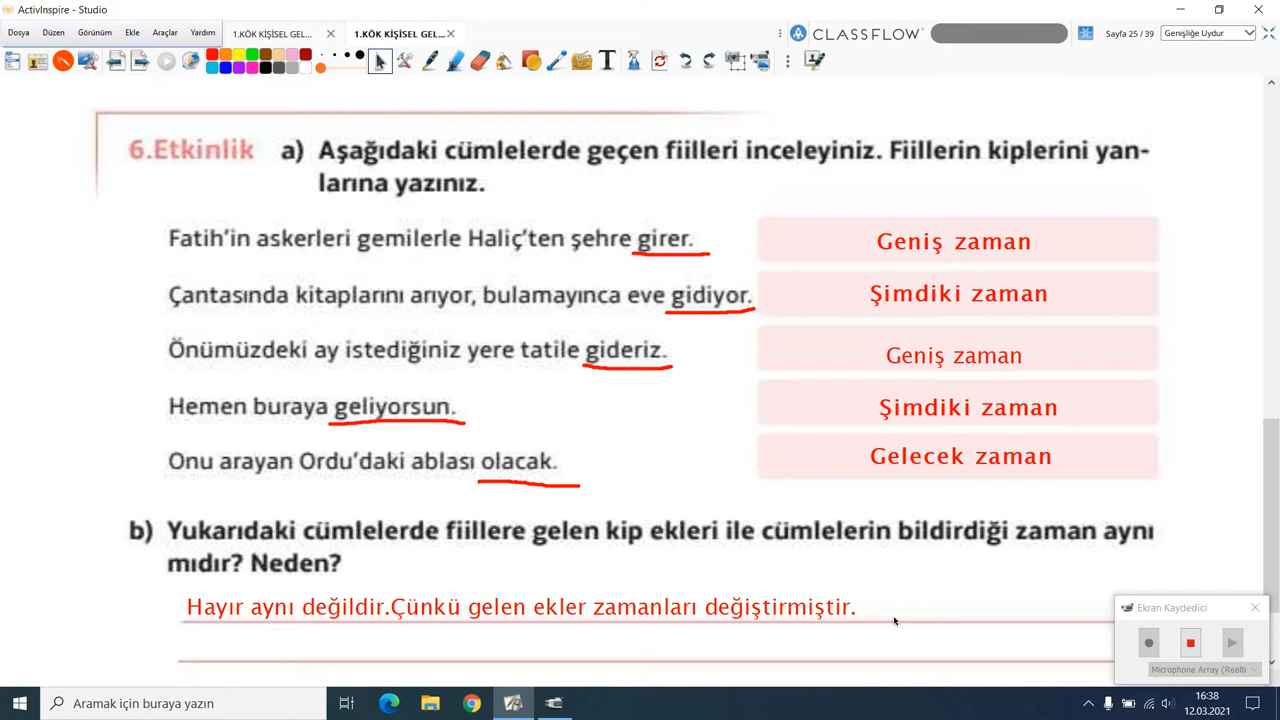 ActivInspire - Studio
Dosya Düzen Görünüm Ekle Araçlar Yardım
1.KÖK KİŞİSEL GEL...
1.KÖK KİŞİSEL GEL...
CLASSFLOW
Sayfa 25 / 39
Genişliğe Uydur
6.Etkinlik a) Aşağıdaki cümlelerde geçen fiilleri inceleyiniz. Fiillerin kiplerini yan-
larına yazınız.
Fatih'in askerleri gemilerle Haliç'ten şehre girer. Geniş zaman
Çantasında kitaplarını arıyor, bulamayınca eve gidiyor. Şimdiki zaman
Önümüzdeki ay istediğiniz yere tatile gideriz. Geniş zaman
Hemen buraya geliyorsun. Şimdiki zaman
Onu arayan Ordu'daki ablası olacak. Gelecek zaman
b) Yukarıdaki cümlelerde fiillere gelen kip ekleri ile cümlelerin bildirdiği zaman aynı
mıdır? Neden?
Hayır aynı değildir.Çünkü gelen ekler zamanları değiştirmiştir.
Ekran Kaydedici
Microphone Array (Realt
Aramak için buraya yazın
16:38
12.03.2021